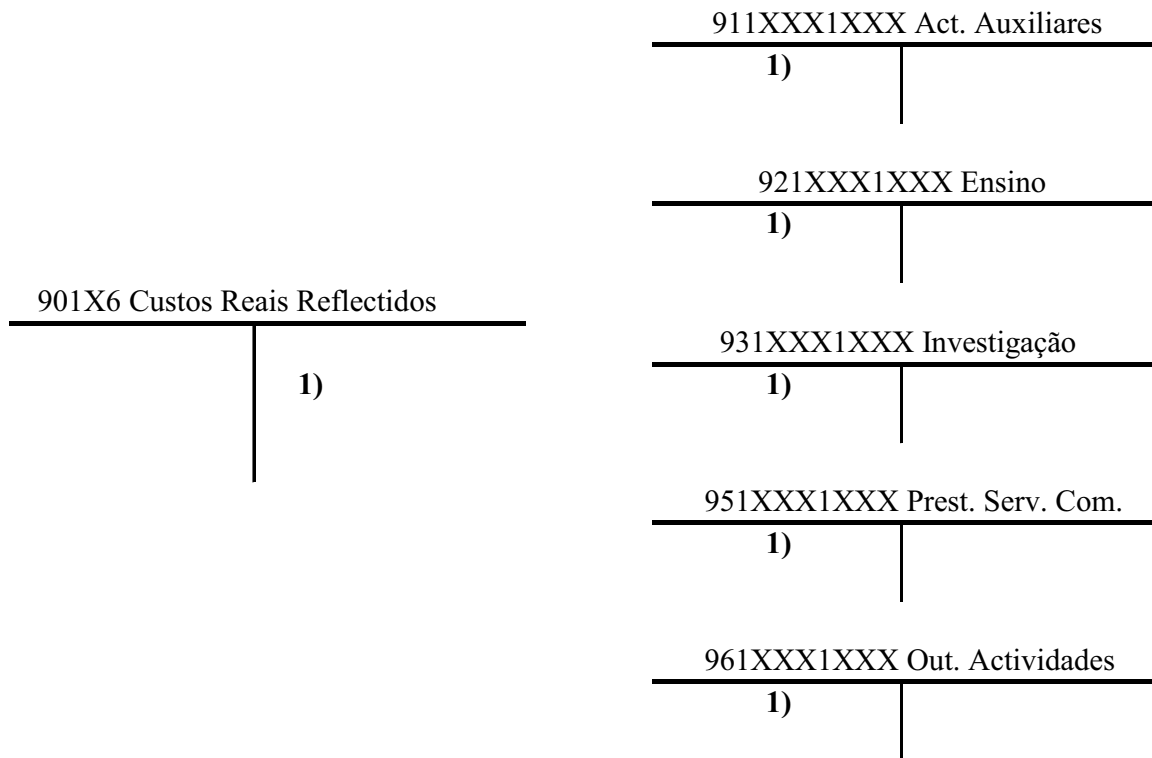 911XXX1XXX Act. Auxiliares
1)
921XXX1XXX Ensino
1)
901X6 Custos Reais Reflectidos
1)
931XXX1XXX Investigação
1)
951XXX1XXX Prest. Serv. Com.
1)
961XXX1XXX Out. Actividades
1)